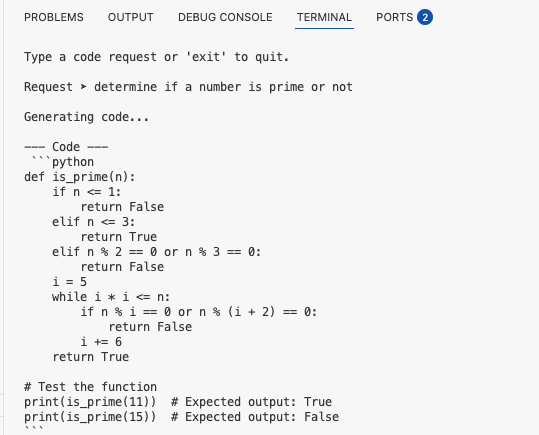 PROBLEMS OUTPUT DEBUG CONSOLE TERMINAL PORTS 2
Type a code request or 'exit' to quit.
Request ➤ determine if a number is prime or not
Generating code...
——— Code ———
 ```python
def is_prime(n):
    if n <= 1:
        return False
    elif n <= 3:
        return True
    elif n % 2 == 0 or n % 3 == 0:
        return False
    i = 5
    while i * i <= n:
        if n % i == 0 or n % (i + 2) == 0:
            return False
        i += 6
    return True
# Test the function
print(is_prime(11))  # Expected output: True
print(is_prime(15))  # Expected output: False
```